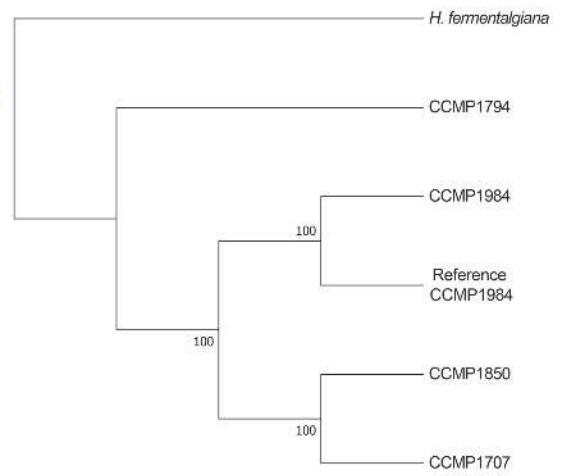 H. fermentalgiana
CCMP1794
CCMP1984
100
Reference
CCMP1984
100
CCMP1850
100
CCMP1707